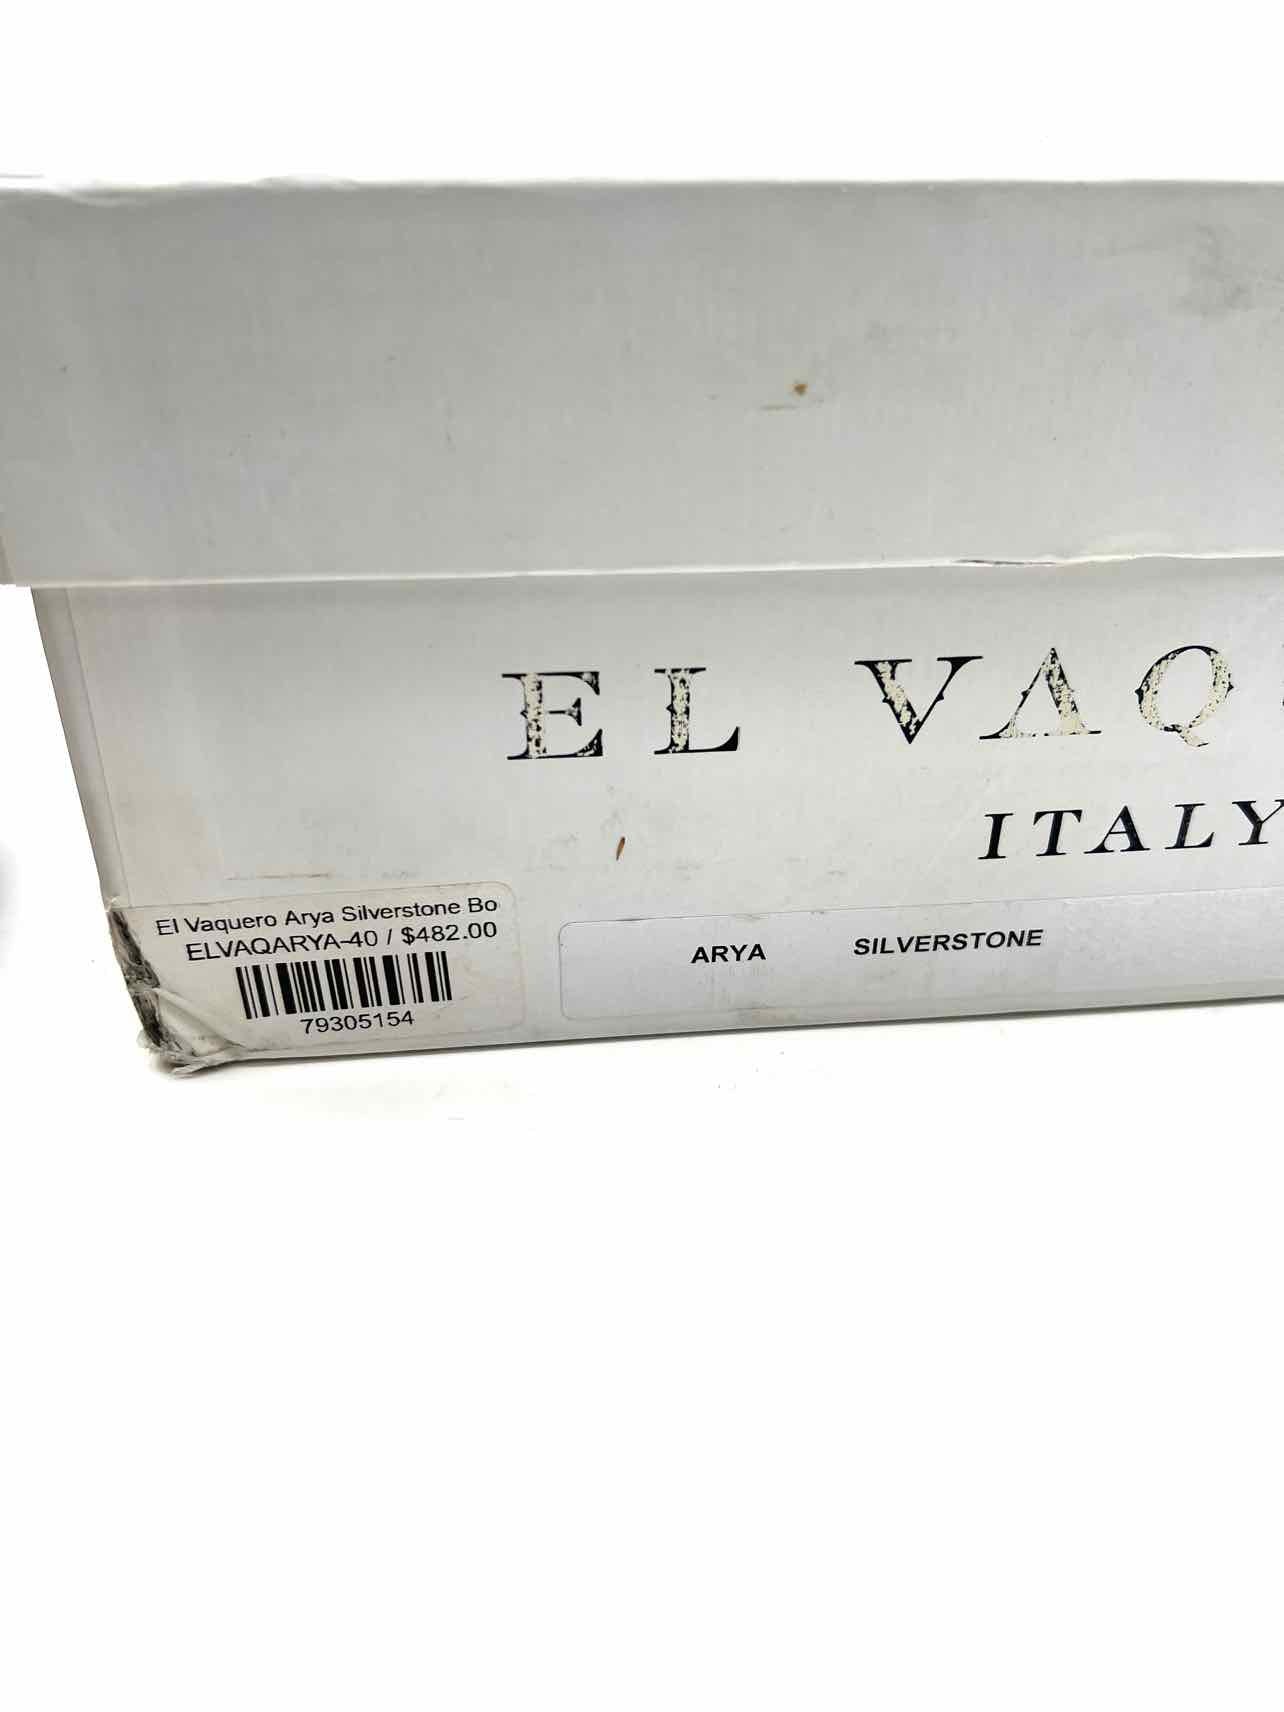 EL VAQ
ITALY
El Vaquero Arya Silverstone Bo
ELVAQARYA-40 / $482.00
79305154
ARYA SILVERSTONE